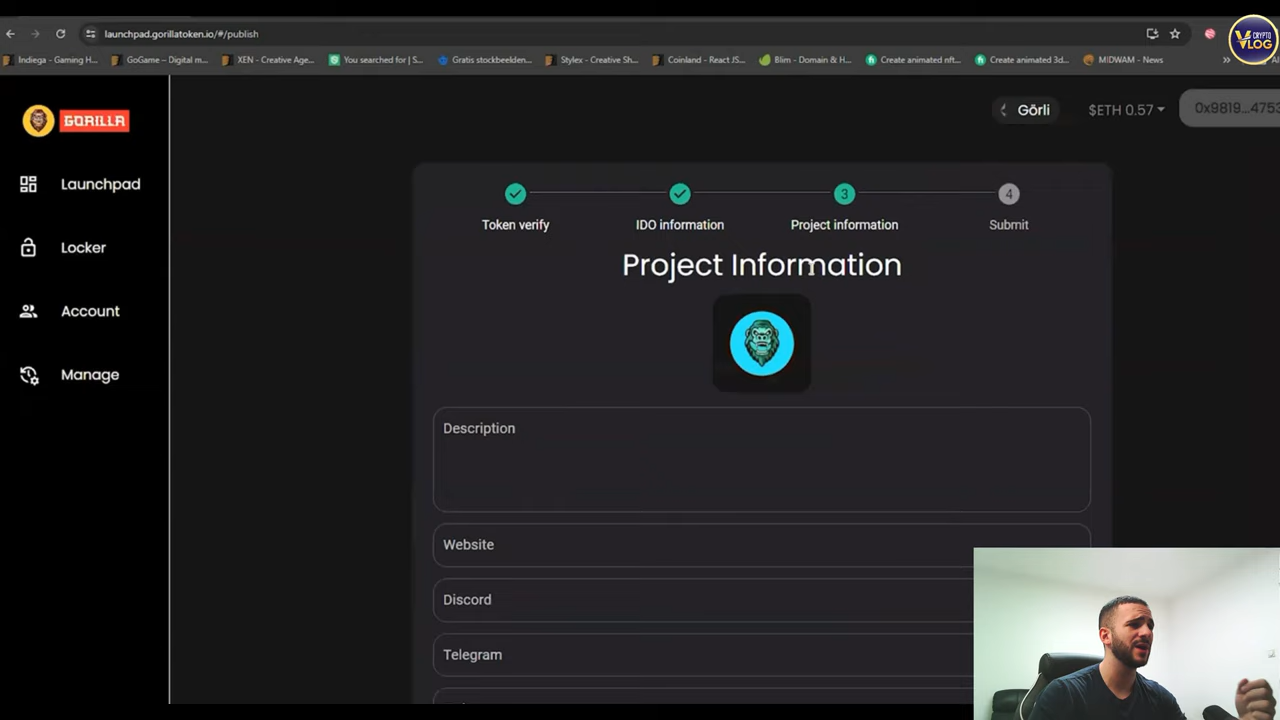 launchpad.gorillatoken.io/#/publish
CRYPTO
VLOG
Indiega - Gaming H...
GoGame – Digital m...
XEN - Creative Age...
You searched for | S...
Gratis stockbeelden...
Stylex - Creative Sh...
Coinland - React JS...
Blim - Domain & H...
Create animated nft...
Create animated 3d...
MIDWAM - News
GORILLA
Görli
$ETH 0.57
0x9819...4753
Launchpad
Locker
Account
Manage
3
4
Token verify
IDO information
Project information
Submit
Project Information
Description
Website
Discord
Telegram